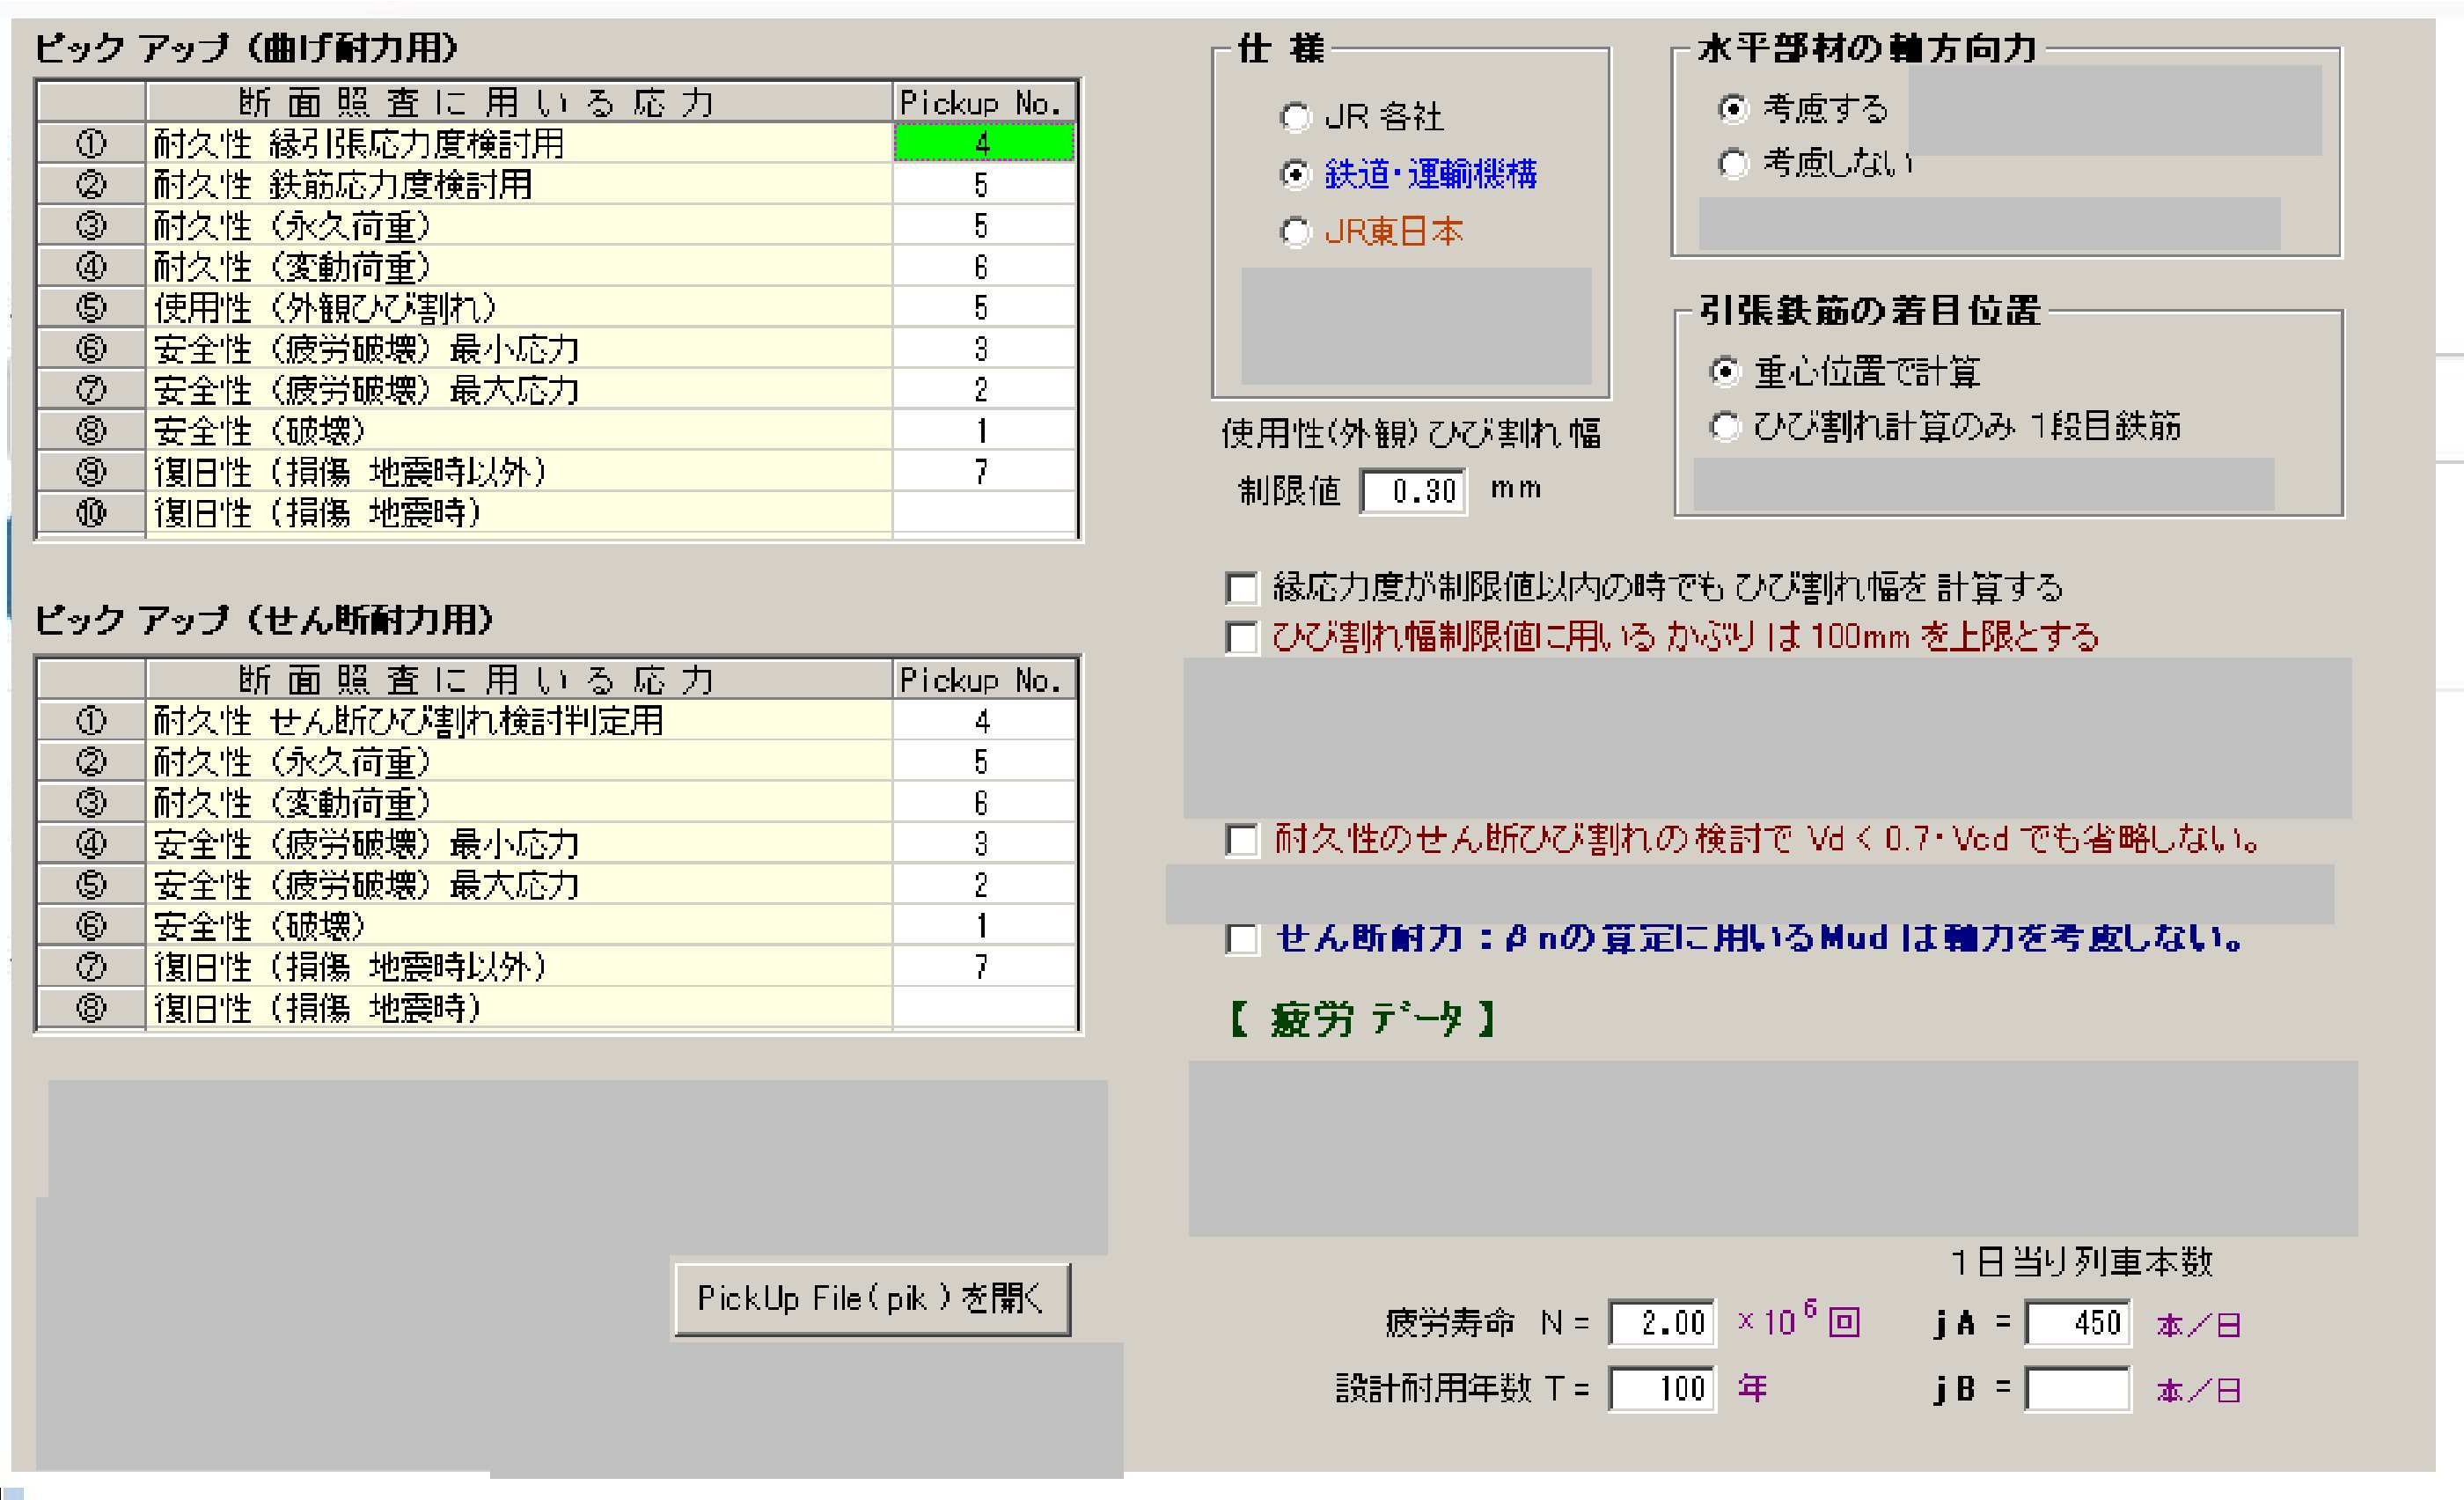 ピック アップ (曲げ耐力用)
断 面 照 査 に 用 い る 応 力 Pickup No.
① 耐久性 縁引張応力度検討用 4
② 耐久性 鉄筋応力度検討用 5
③ 耐久性 (永久荷重) 5
④ 耐久性 (変動荷重) 6
⑤ 使用性 (外観ひび割れ) 5
⑥ 安全性 (疲労破壊) 最小応力 3
⑦ 安全性 (疲労破壊) 最大応力 2
⑧ 安全性 (破壊) 1
⑨ 復旧性 (損傷 地震時以外) 7
⑩ 復旧性 (損傷 地震時)
ピック アップ (せん断耐力用)
断 面 照 査 に 用 い る 応 力 Pickup No.
① 耐久性 せん断ひび割れ検討判定用 4
② 耐久性 (永久荷重) 5
③ 耐久性 (変動荷重) 6
④ 安全性 (疲労破壊) 最小応力 3
⑤ 安全性 (疲労破壊) 最大応力 2
⑥ 安全性 (破壊) 1
⑦ 復旧性 (損傷 地震時以外) 7
⑧ 復旧性 (損傷 地震時)
PickUp File(pik ) を開く
仕 様
JR 各社
鉄道・運輸機構
JR東日本
使用性(外観) ひび割れ 幅
制限値 0.30 mm
水平部材の 軸方向力
考慮する
考慮しない
引張鉄筋の 着目位置
重心位置で計算
ひび割れ計算のみ 1段目鉄筋
縁応力度が制限値以内の時でも ひび割れ幅を 計算する
ひび割れ幅制限値に用いる かぶり は 100mm を上限とする
耐久性のせん断ひび割れの 検討で Vd < 0.7・Vcd でも省略しない。
せん断耐力 : βnの 算定に用いるMud は 軸力を考慮しない。
【 疲労 ﾃﾞｰﾀ 】
1日当り列車本数
疲労寿命 N = 2.00 ×10⁶回 jA = 450 本／日
設計耐用年数 T = 100 年 jB = 本／日